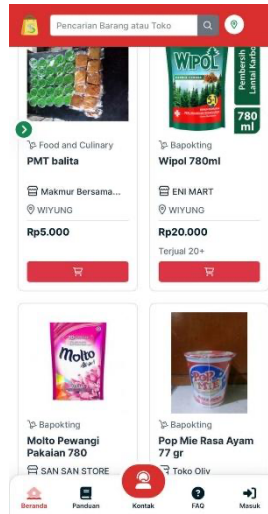 Pencarian Barang atau Toko
WIPOL
Pembersih
Lantai Karbol
780
ml
Food and Culinary
PMT balita
Makmur Bersama...
WIYUNG
Rp5.000
Bapokting
Wipol 780ml
ENI MART
WIYUNG
Rp20.000
Terjual 20+
Molto
POP
MIE
Bapokting
Molto Pewangi
Pakaian 780
SAN SAN STORE
Bapokting
Pop Mie Rasa Ayam
77 gr
Toko Oliv
Beranda
Panduan
Kontak
FAQ
Masuk